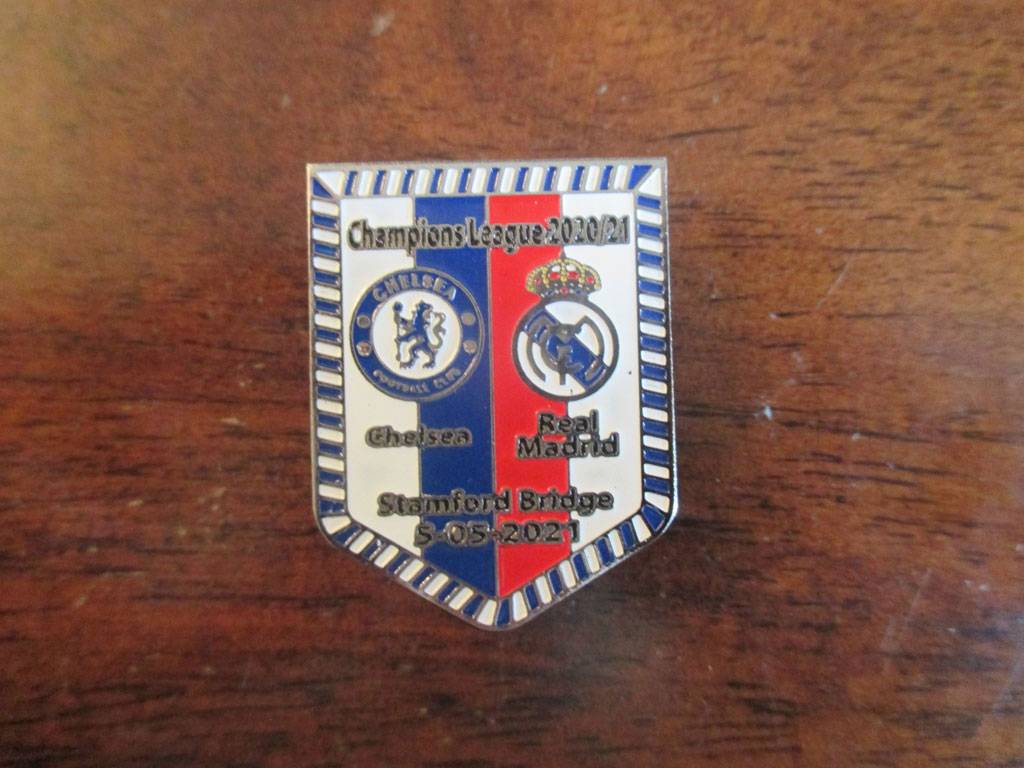 Champions League 2020/21
CHELSEA
FOOTBALL CLUB
Chelsea
Real
Madrid
Stamford Bridge
5-05-2021